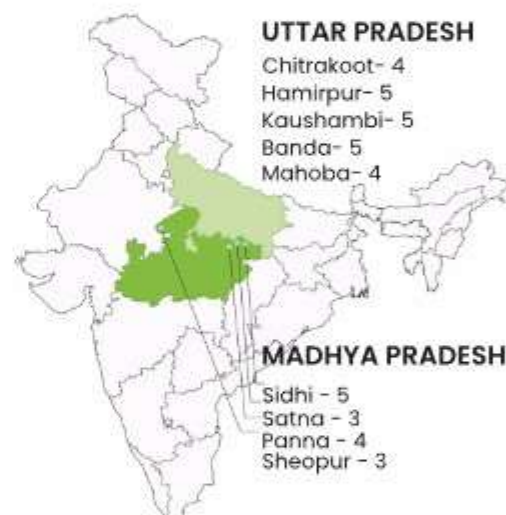 UTTAR PRADESH
Chitrakoot- 4
Hamirpur- 5
Kaushambi- 5
Banda- 5
Mahoba- 4
MADHYA PRADESH
Sidhi - 5
Satna - 3
Panna - 4
Sheopur - 3